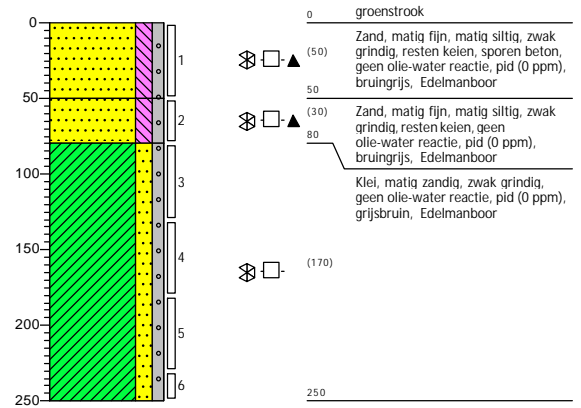 0
groenstrook
0
Zand, matig fijn, matig siltig, zwak
grindig, resten keien, sporen beton,
geen olie-water reactie, pid (0 ppm),
bruingrijs, Edelmanboor
(50)
1
50
50
Zand, matig fijn, matig siltig, zwak
grindig, resten keien, geen
olie-water reactie, pid (0 ppm),
bruingrijs, Edelmanboor
(30)
2
80
Klei, matig zandig, zwak grindig,
geen olie-water reactie, pid (0 ppm),
grijsbruin, Edelmanboor
3
100
150
4
(170)
200
5
6
250
250